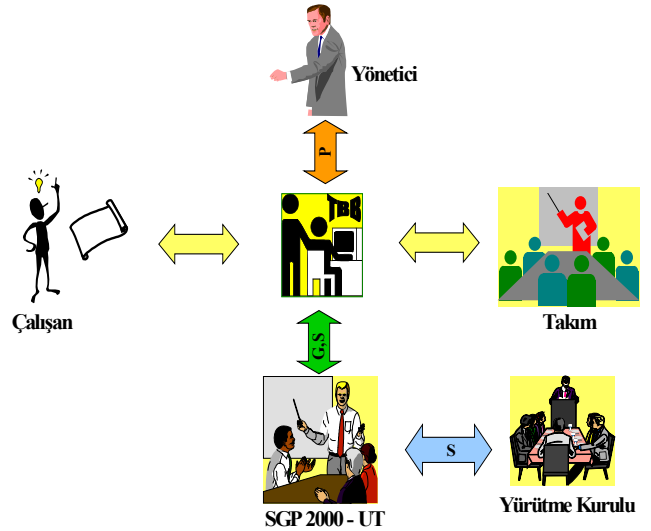 Yönetici
P
TBB
Çalışan
Takım
G,S
S
SGP 2000 - UT
Yürütme Kurulu